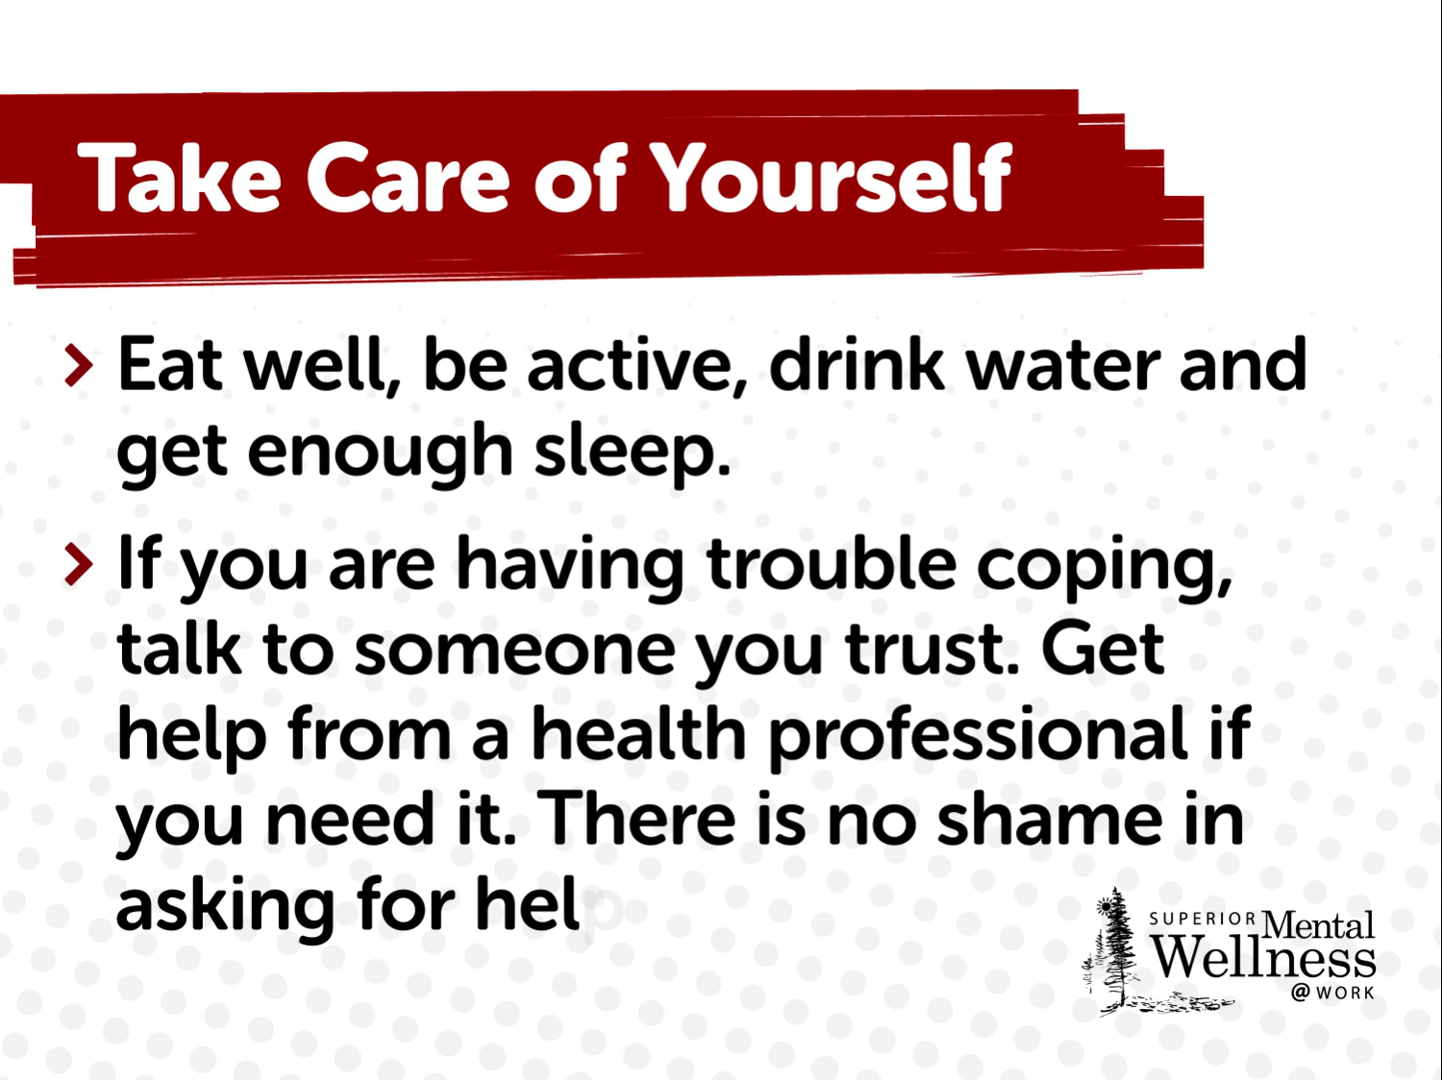 Take Care of Yourself
Eat well, be active, drink water and
get enough sleep.
If you are having trouble coping,
talk to someone you trust. Get
help from a health professional if
you need it. There is no shame in
asking for help
SUPERIOR Mental
Wellness
@ WORK